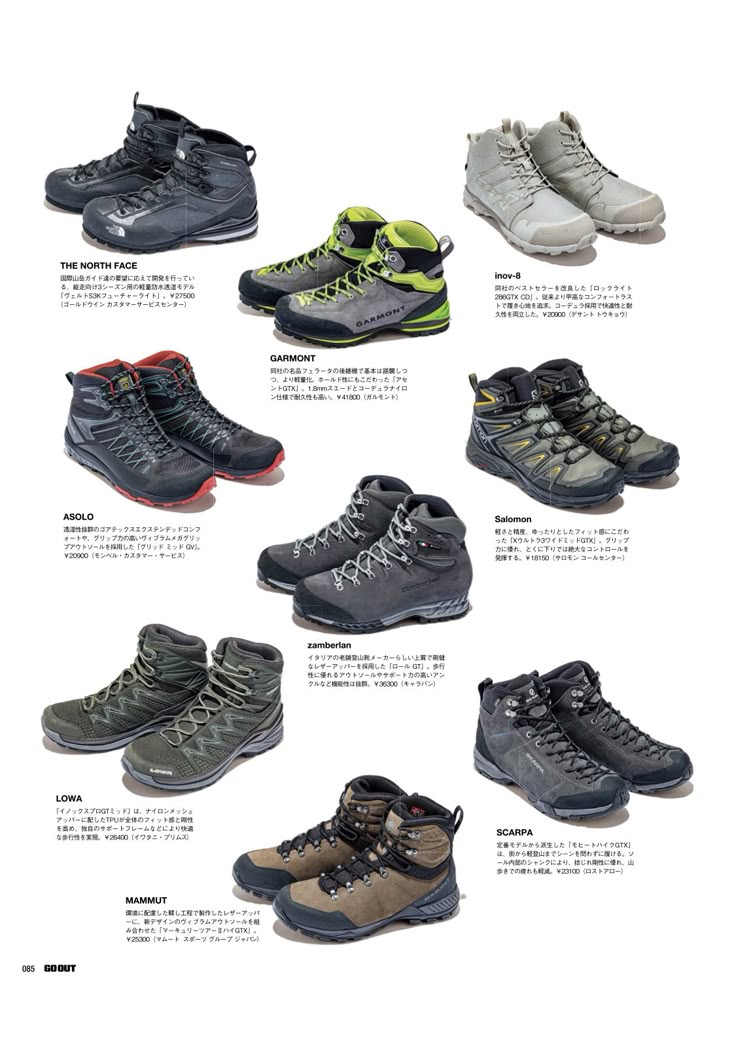 THE NORTH FACE
国際山岳ガイド達の要望に応えて開発を行ってい
る、縦走向け3シーズン用の軽量防水透湿モデル
「ヴェルトS3Kフューチャーライト」。￥27500
（ゴールドウイン カスタマーサービスセンター）
inov-8
同社のベストセラーを改良した「ロックライト
286GTX CD」。従来より甲高なコンフォートラス
トで履き心地を追求。コーデュラ採用で快適性と耐
久性を両立した。￥20900（デサント トウキョウ）
GARMONT
GARMONT
同社の名品フェラータの後継機で基本は踏襲しつ
つ、より軽量化。ホールド性にもこだわった「アセ
ントGTX」。1.8mmスエードとコーデュラナイロ
ン仕様で耐久性も高い。￥41800（ガルモント）
ASOLO
透湿性抜群のゴアテックスエクステンデッドコンフ
ォートや、グリップ力の高いヴィブラムメガグリッ
プアウトソールを採用した「グリッド ミッド GV」。
￥20900（モンベル・カスタマー・サービス）
Salomon
軽さと精度、ゆったりとしたフィット感にこだわ
った「Xウルトラ3ワイドミッドGTX」。グリップ
力に優れ、とくに下りでは絶大なコントロールを
発揮する。￥18150（サロモン コールセンター）
zamberlan
イタリアの老舗登山靴メーカーらしい上質で剛健
なレザーアッパーを採用した「ロール GT」。歩行
性に優れるアウトソールやサポート力の高いアン
クルなど機能性は抜群。￥36300（キャラバン）
LOWA
LOWA
「イノックスプロGTミッド」は、ナイロンメッシュ
アッパーに配したTPUが全体のフィット感と剛性
を高め、独自のサポートフレームなどにより快適
な歩行性を実現。￥26400（イワタニ・プリムス）
SCARPA
SCARPA
定番モデルから派生した「モヒートハイクGTX」
は、街から軽登山までシーンを問わずに履ける。ソ
ール内部のシャンクにより、捻じれ剛性に優れ、山
歩きでの疲れも軽減。￥23100（ロストアロー）
MAMMUT
環境に配慮した鞣し工程で製作したレザーアッパ
ーに、新デザインのヴィブラムアウトソールを組
み合わせた「マーキュリーツアーⅡハイGTX」。
￥25300（マムート スポーツ グループ ジャパン）
085 GO OUT